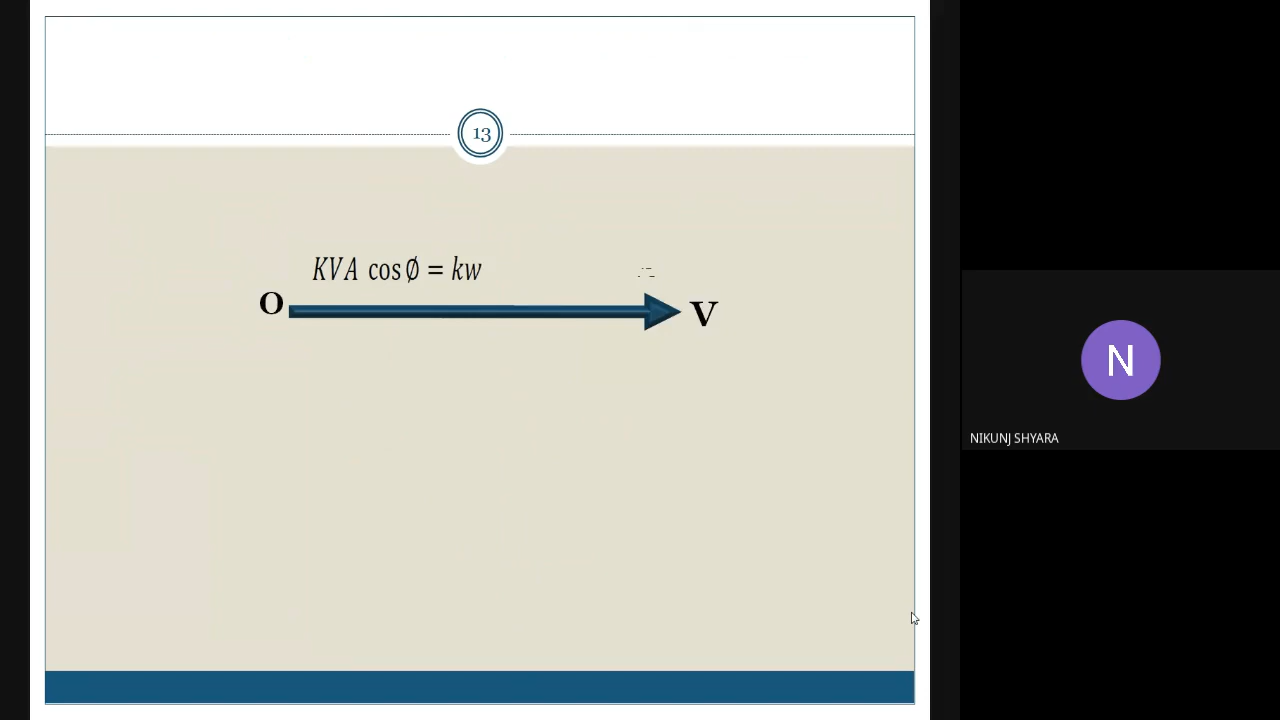 13
KVA cos∅ = kw
O
V
N
NIKUNJ SHYARA